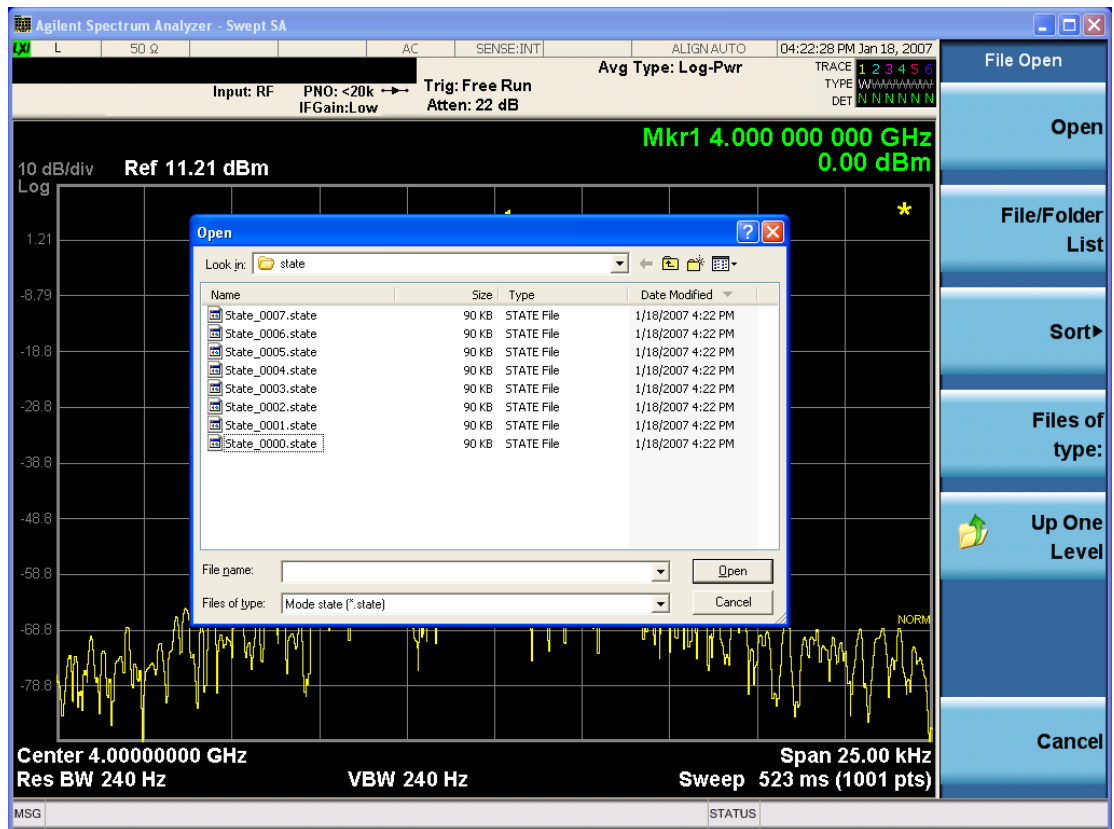 Agilent Spectrum Analyzer - Swept SA
LXI L 50 Ω AC SENSE:INT ALIGN AUTO 04:22:28 PM Jan 18, 2007
Input: RF PNO: <20k Trig: Free Run Avg Type: Log-Pwr TRACE 1 2 3 4 5 6
IFGain:Low Atten: 22 dB TYPE W
DET N N N N N N
Mkr1 4.000 000 000 GHz
0.00 dBm
10 dB/div Ref 11.21 dBm
Log
1.21
-8.79
-18.8
-28.8
-38.8
-48.8
-58.8
-68.8
-78.8
*
NORM
Open
Look in: state
Name Size Type Date Modified
State_0007.state 90 KB STATE File 1/18/2007 4:22 PM
State_0006.state 90 KB STATE File 1/18/2007 4:22 PM
State_0005.state 90 KB STATE File 1/18/2007 4:22 PM
State_0004.state 90 KB STATE File 1/18/2007 4:22 PM
State_0003.state 90 KB STATE File 1/18/2007 4:22 PM
State_0002.state 90 KB STATE File 1/18/2007 4:22 PM
State_0001.state 90 KB STATE File 1/18/2007 4:22 PM
State_0000.state 90 KB STATE File 1/18/2007 4:22 PM
File name: Open
Files of type: Mode state (*.state) Cancel
Center 4.00000000 GHz Span 25.00 kHz
Res BW 240 Hz VBW 240 Hz Sweep 523 ms (1001 pts)
MSG STATUS
File Open
Open
File/Folder
List
Sort
Files of
type:
Up One
Level
Cancel